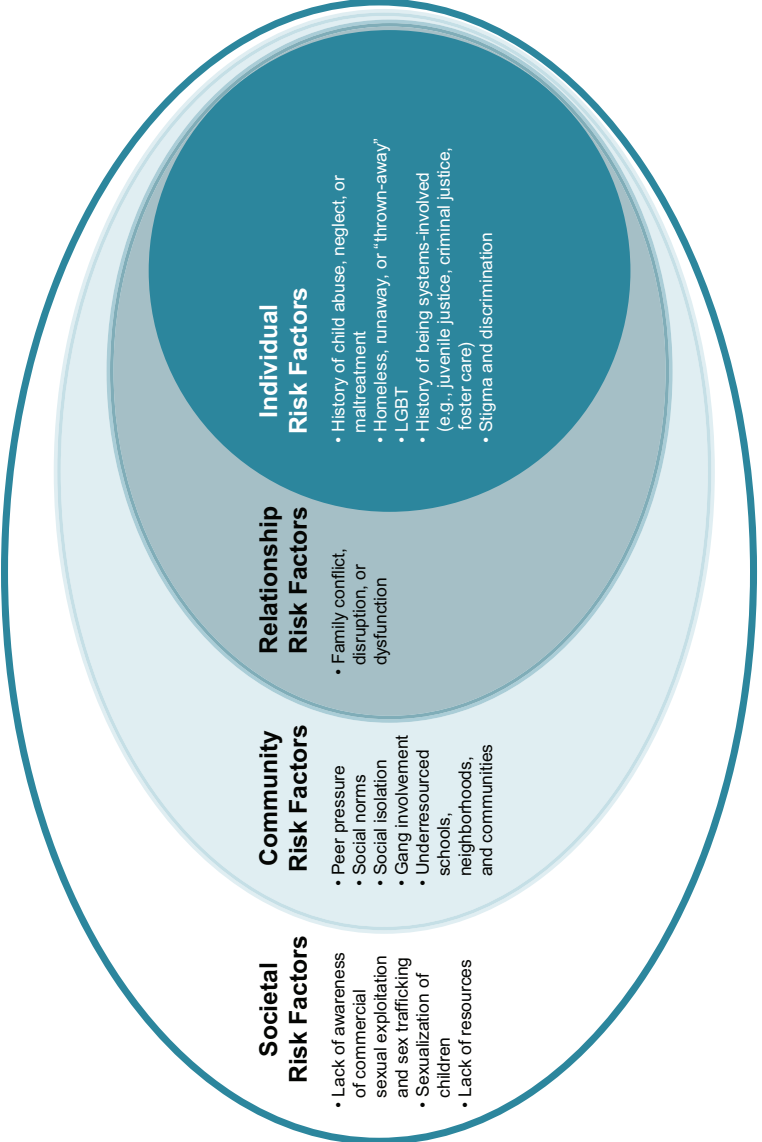 Societal
Risk Factors
• Lack of awareness
of commercial
sexual exploitation
and sex trafficking
• Sexualization of
children
• Lack of resources
Community
Risk Factors
• Peer pressure
• Social norms
• Social isolation
• Gang involvement
• Underresourced
schools,
neighborhoods,
and communities
Relationship
Risk Factors
• Family conflict,
disruption, or
dysfunction
Individual
Risk Factors
• History of child abuse, neglect, or
maltreatment
• Homeless, runaway, or “thrown-away”
• LGBT
• History of being systems-involved
(e.g., juvenile justice, criminal justice,
foster care)
• Stigma and discrimination